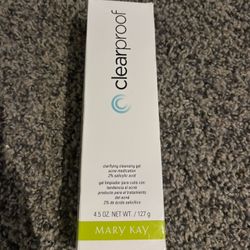 clearproof
clarifying cleansing gel
acne medication
2% salicylic acid
gel limpiador para cutis con
tendencia al acné
producto para el tratamiento
del acné
2% de ácido salicílico
4.5 OZ. NET WT. / 127 g
MARY KAY